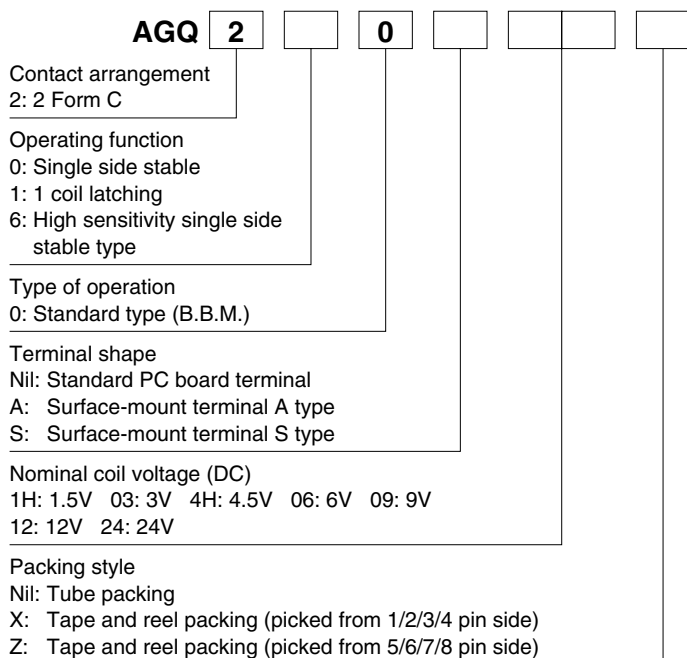 AGQ 2 0
Contact arrangement
2: 2 Form C
Operating function
0: Single side stable
1: 1 coil latching
6: High sensitivity single side
stable type
Type of operation
0: Standard type (B.B.M.)
Terminal shape
Nil: Standard PC board terminal
A: Surface-mount terminal A type
S: Surface-mount terminal S type
Nominal coil voltage (DC)
1H: 1.5V 03: 3V 4H: 4.5V 06: 6V 09: 9V
12: 12V 24: 24V
Packing style
Nil: Tube packing
X: Tape and reel packing (picked from 1/2/3/4 pin side)
Z: Tape and reel packing (picked from 5/6/7/8 pin side)